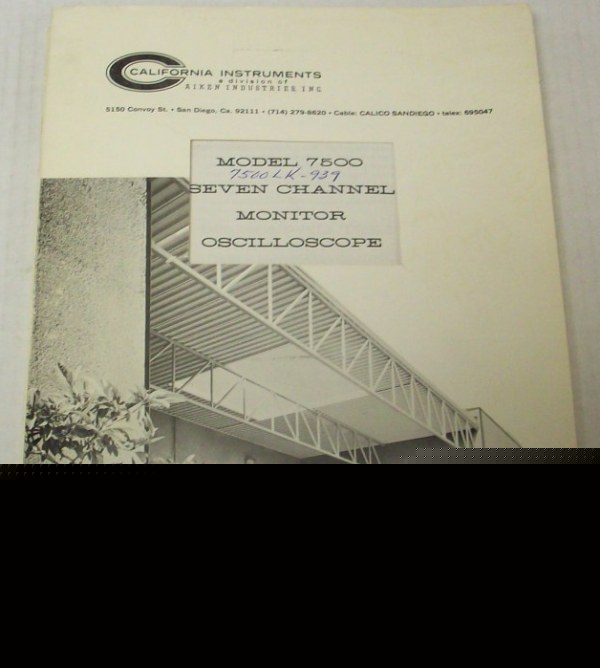 CALIFORNIA INSTRUMENTS
a division of
AIKEN INDUSTRIES, INC
5150 Convoy St. • San Diego, Ca. 92111 • (714) 279-8620 • Cable: CALICO SANDIEGO • telex: 695047
MODEL 7500
7500LK-939
SEVEN CHANNEL
MONITOR
OSCILLOSCOPE